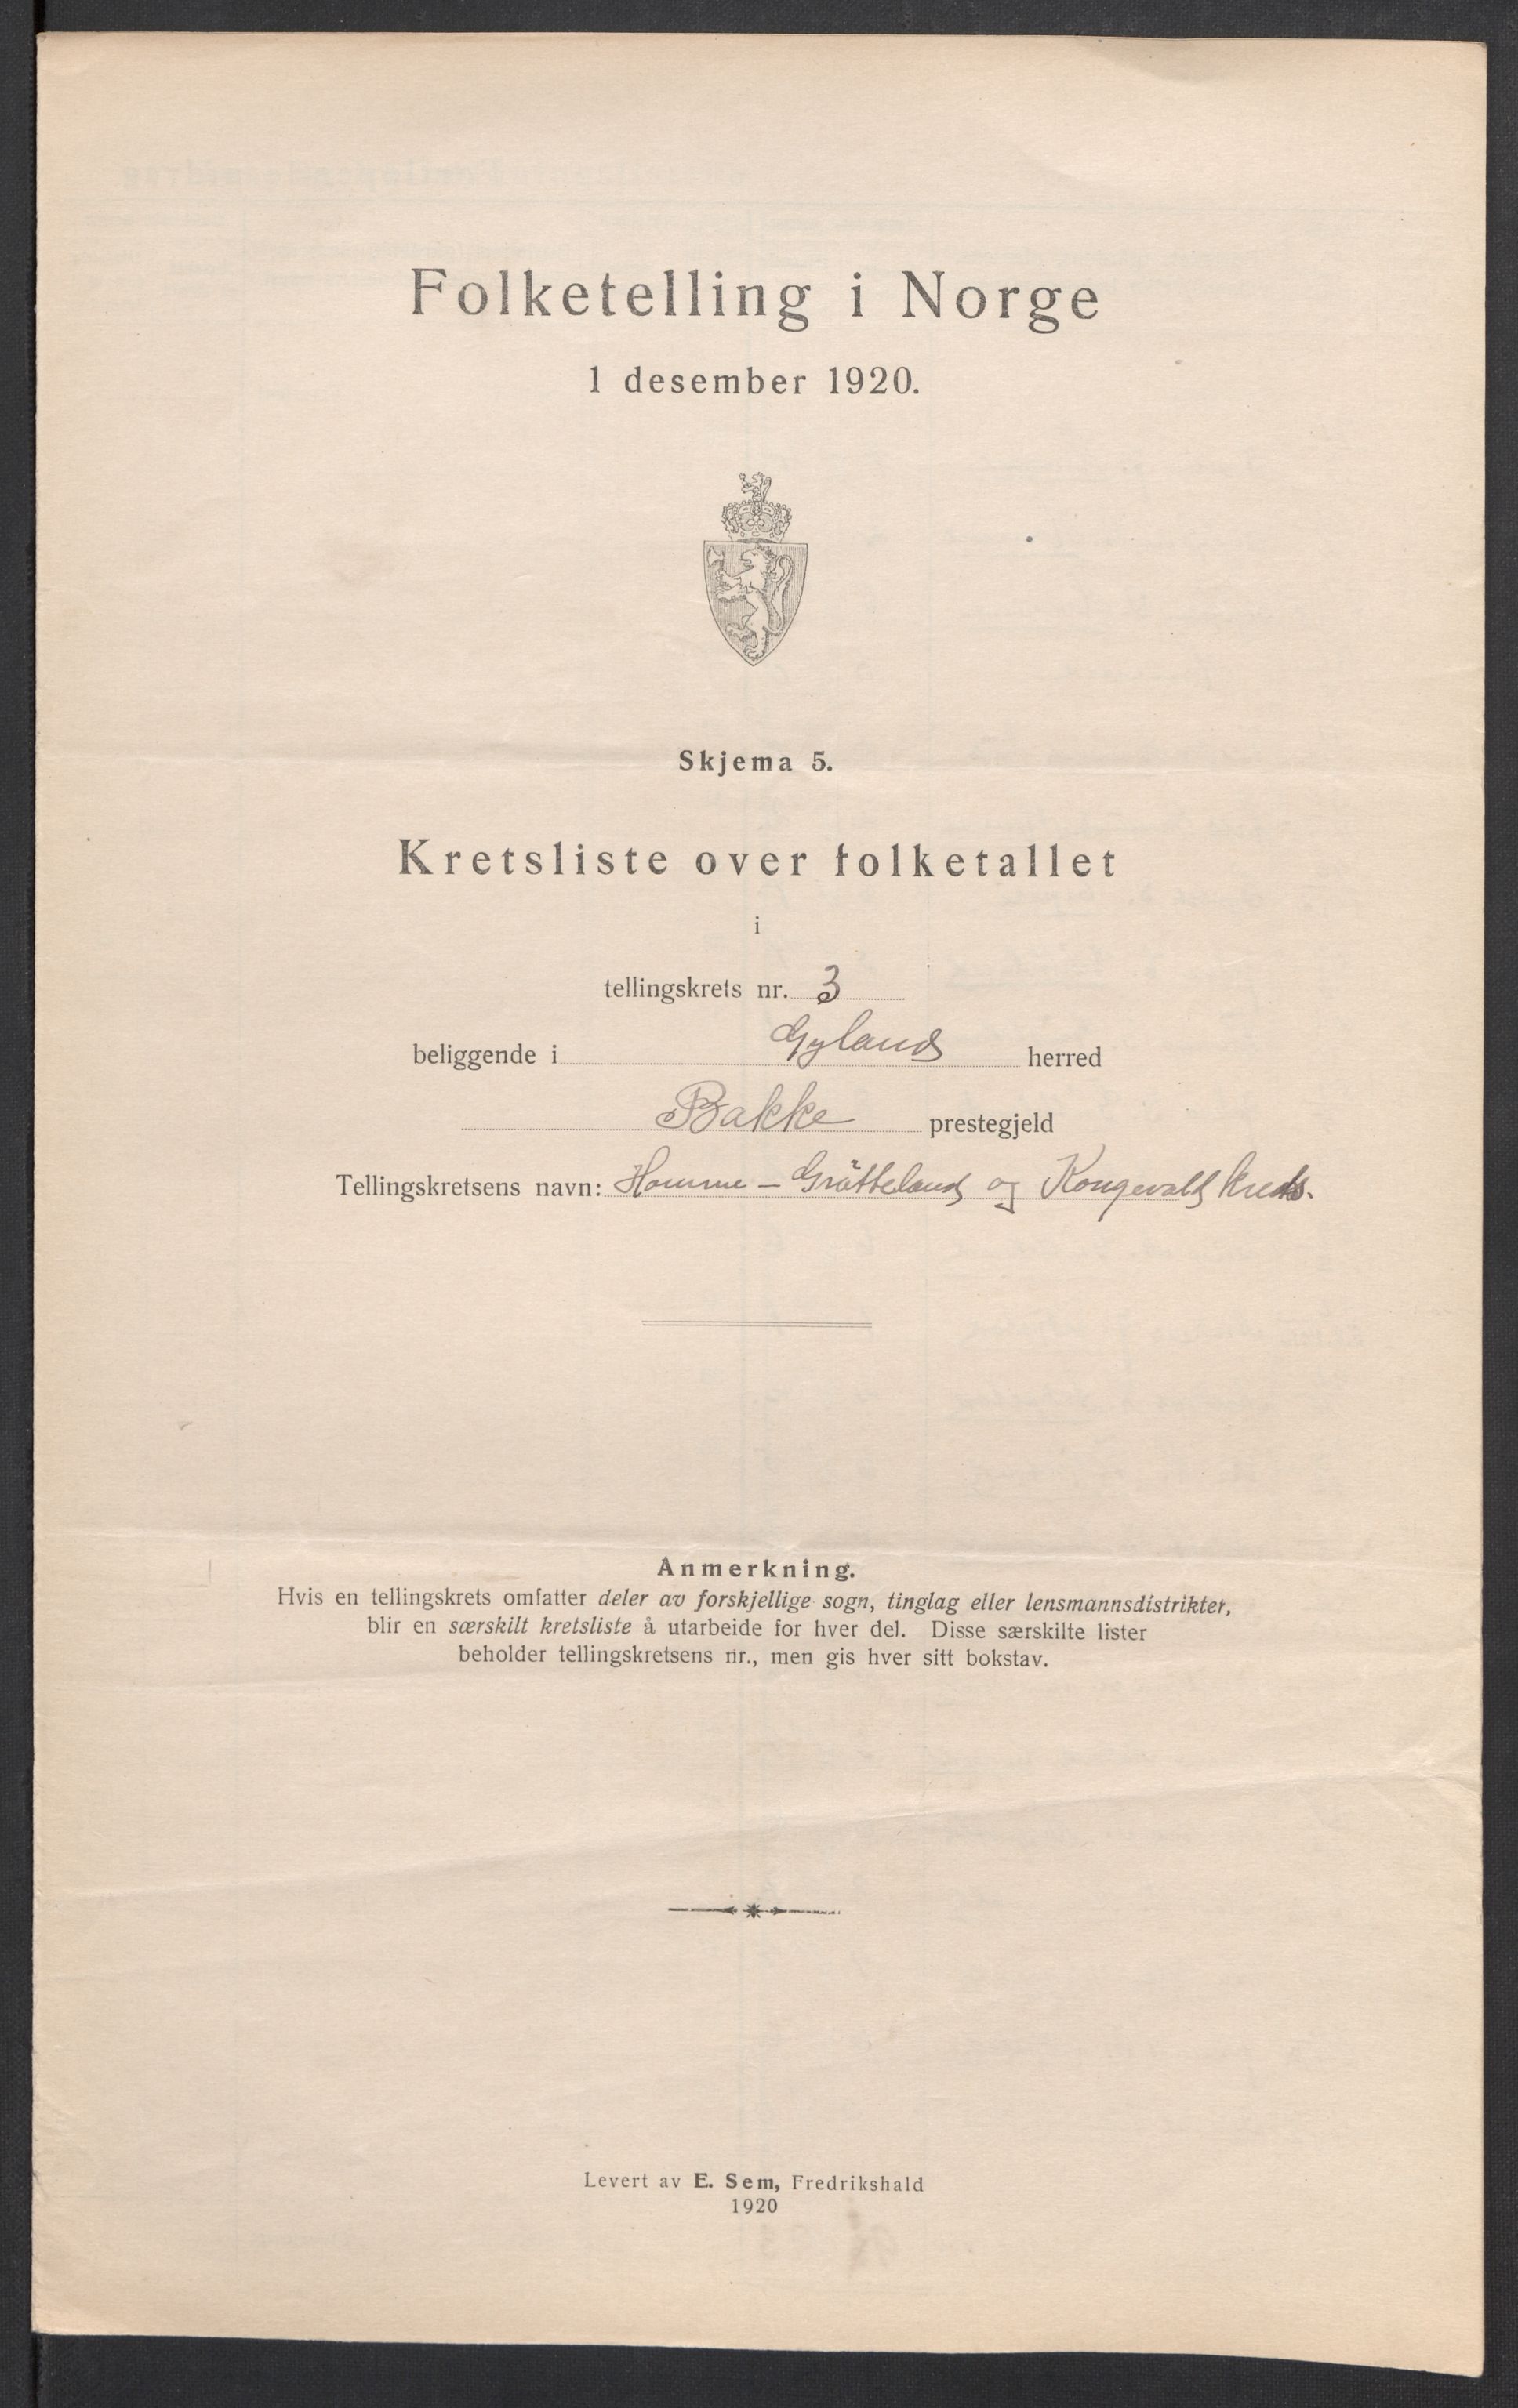 Folketelling i Norge
1 desember 1920.
Skjema 5.
Kretsliste over folketallet
i
tellingskrets nr. 3
beliggende i Gyland herred
Bakke prestegjeld
Tellingskretsens navn: Homme - Gråtteland og Kongevold Kreds.
Anmerkning.
Hvis en tellingskrets omfatter deler av forskjellige sogn, tinglag eller lensmannsdistrikter,
blir en særskilt kretsliste å utarbeide for hver del. Disse særskilte lister
beholder tellingskretsens nr., men gis hver sitt bokstav.
Levert av E. Sem, Fredrikshald
1920